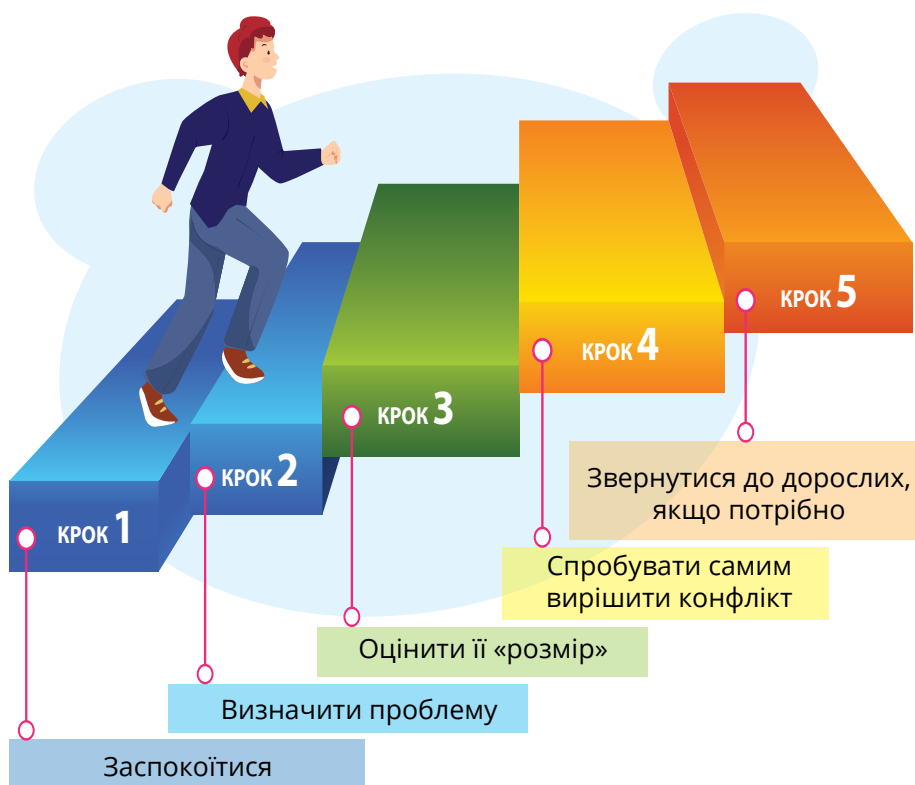 КРОК 1
Заспокоїтися
КРОК 2
Визначити проблему
КРОК 3
Оцінити її «розмір»
КРОК 4
Спробувати самим
вирішити конфлікт
КРОК 5
Звернутися до дорослих,
якщо потрібно